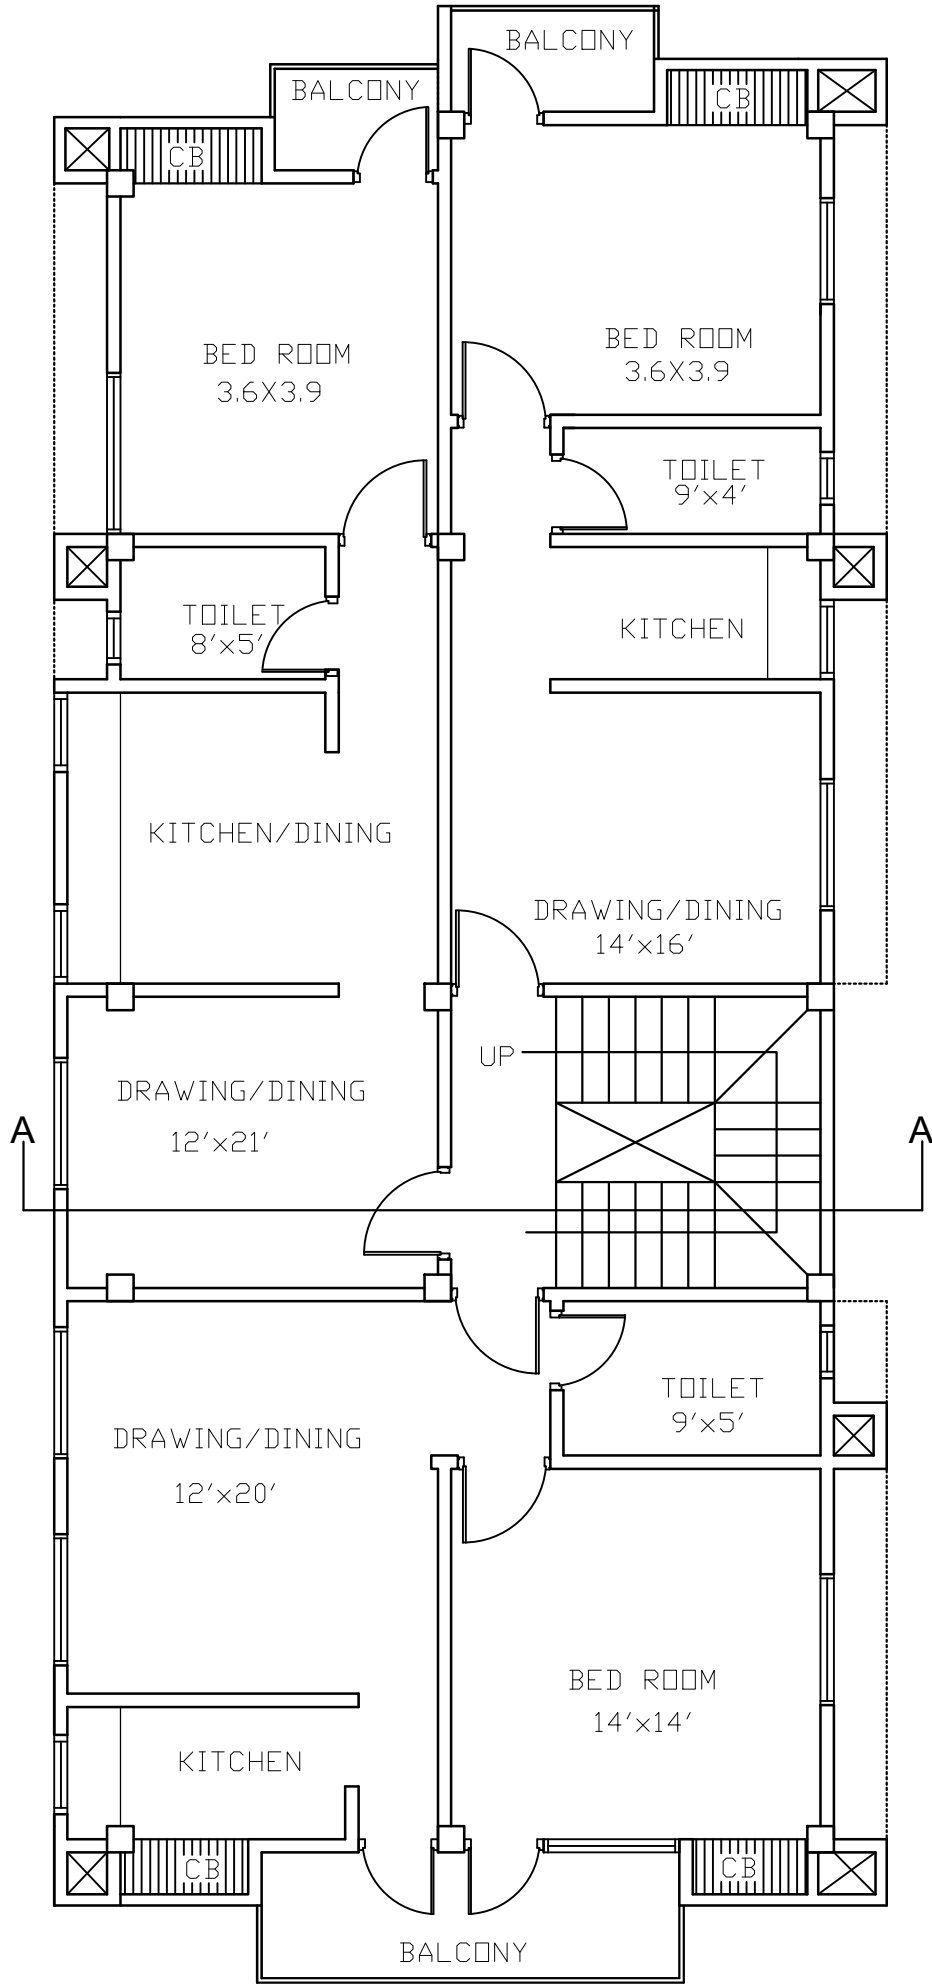 BALCONY
BALCONY
CB
CB
BED ROOM
3.6X3.9
BED ROOM
3.6X3.9
TOILET
9'x4'
TOILET
8'x5'
KITCHEN
KITCHEN/DINING
DRAWING/DINING
14'x16'
UP
DRAWING/DINING
12'x21'
A
A
TOILET
9'x5'
DRAWING/DINING
12'x20'
BED ROOM
14'x14'
KITCHEN
CB
CB
BALCONY